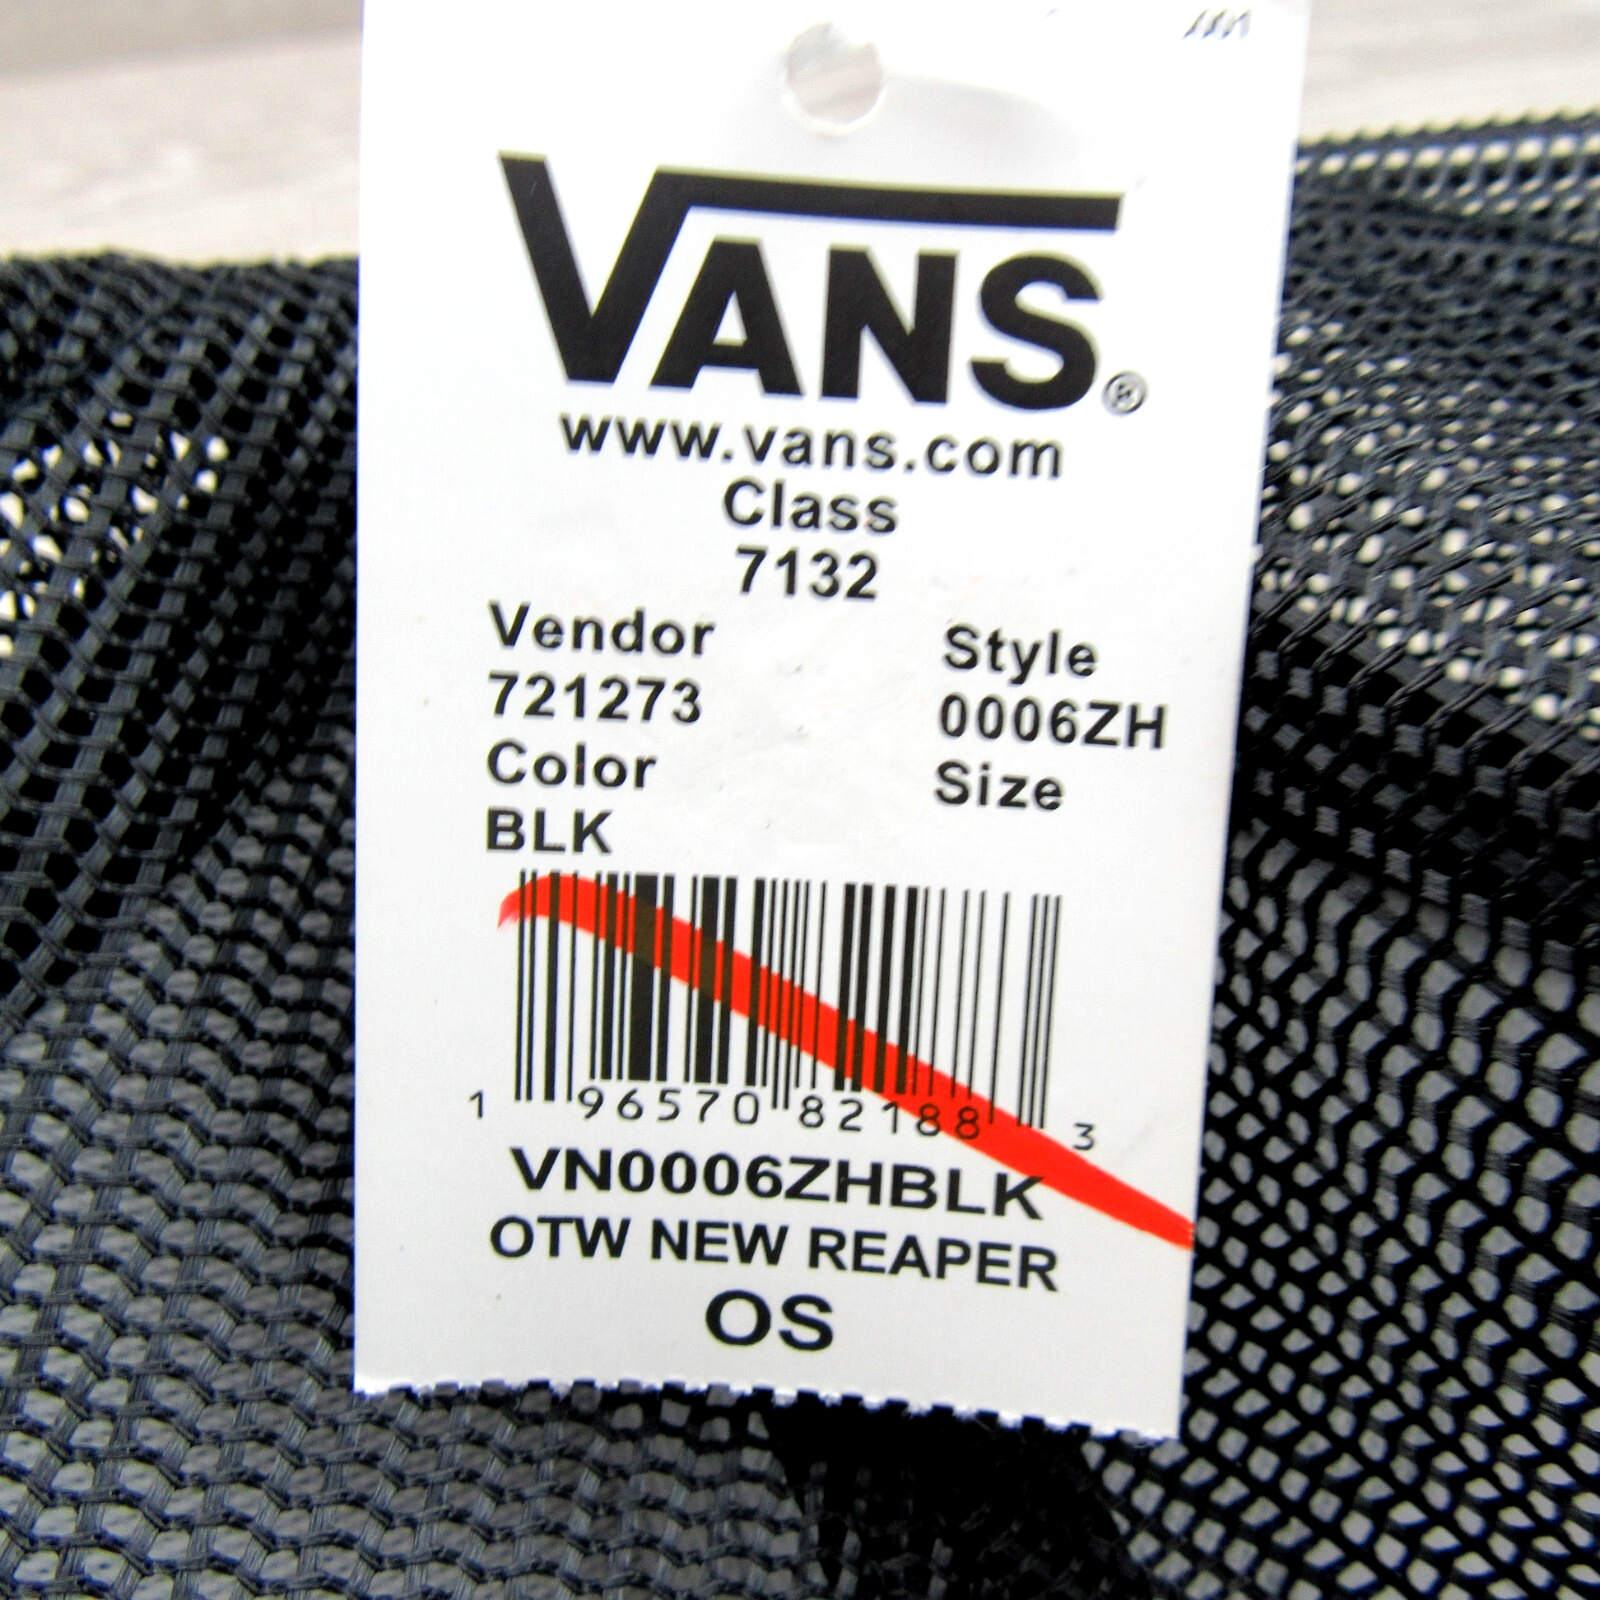 VANS®
www.vans.com
Class
7132
Vendor Style
721273 0006ZH
Color Size
BLK
1 96570 82188 3
VN0006ZHBLK
OTW NEW REAPER
OS